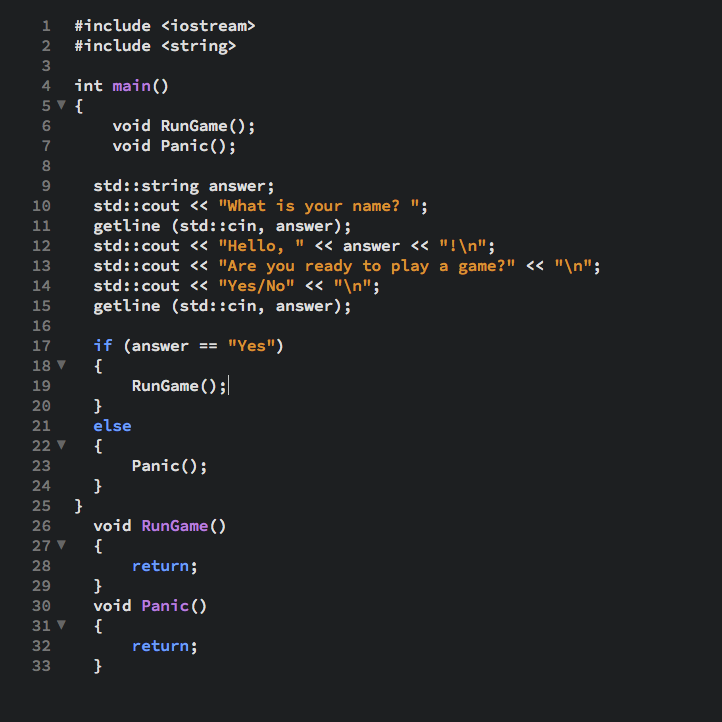 1 #include <iostream>
2 #include <string>
3
4 int main()
5 {
6     void RunGame();
7     void Panic();
8
9   std::string answer;
10   std::cout << "What is your name? ";
11   getline (std::cin, answer);
12   std::cout << "Hello, " << answer << "!\n";
13   std::cout << "Are you ready to play a game?" << "\n";
14   std::cout << "Yes/No" << "\n";
15   getline (std::cin, answer);
16
17   if (answer == "Yes")
18   {
19       RunGame();
20   }
21   else
22   {
23       Panic();
24   }
25 }
26   void RunGame()
27   {
28       return;
29   }
30   void Panic()
31   {
32       return;
33   }